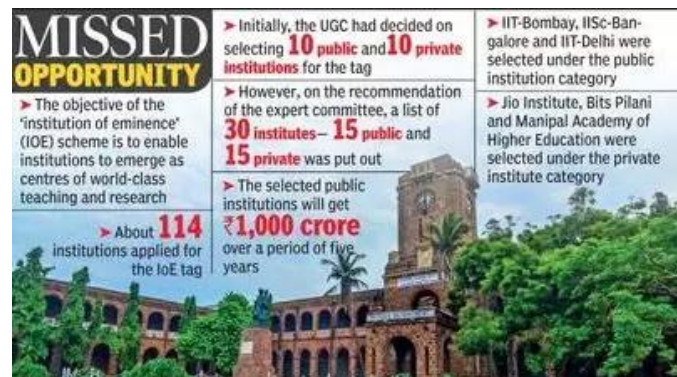 MISSED
OPPORTUNITY
➤ The objective of the
'institution of eminence'
(IOE) scheme is to enable
institutions to emerge as
centres of world-class
teaching and research
➤ About 114
institutions applied for
the IoE tag
➤ Initially, the UGC had decided on
selecting 10 public and 10 private
institutions for the tag
➤ However, on the recommendation
of the expert committee, a list of
30 institutes– 15 public and
15 private was put out
➤ The selected public
institutions will get
₹1,000 crore
over a period of five
years
➤ IIT-Bombay, IISc-Ban-
galore and IIT-Delhi were
selected under the public
institution category
➤ Jio Institute, Bits Pilani
and Manipal Academy of
Higher Education were
selected under the private
institute category